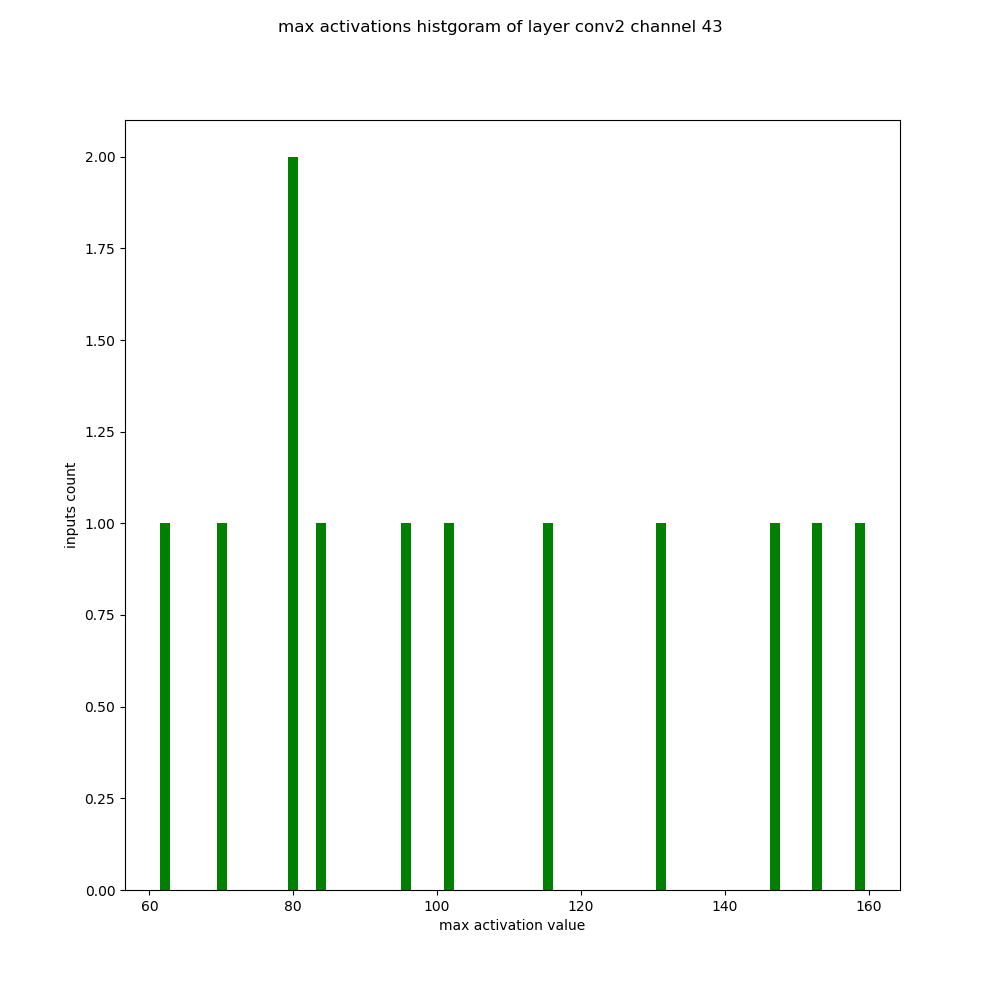 max activations histgoram of layer conv2 channel 43
2.00
1.75
1.50
1.25
1.00
0.75
0.50
0.25
0.00
inputs count
60 80 100 120 140 160
max activation value